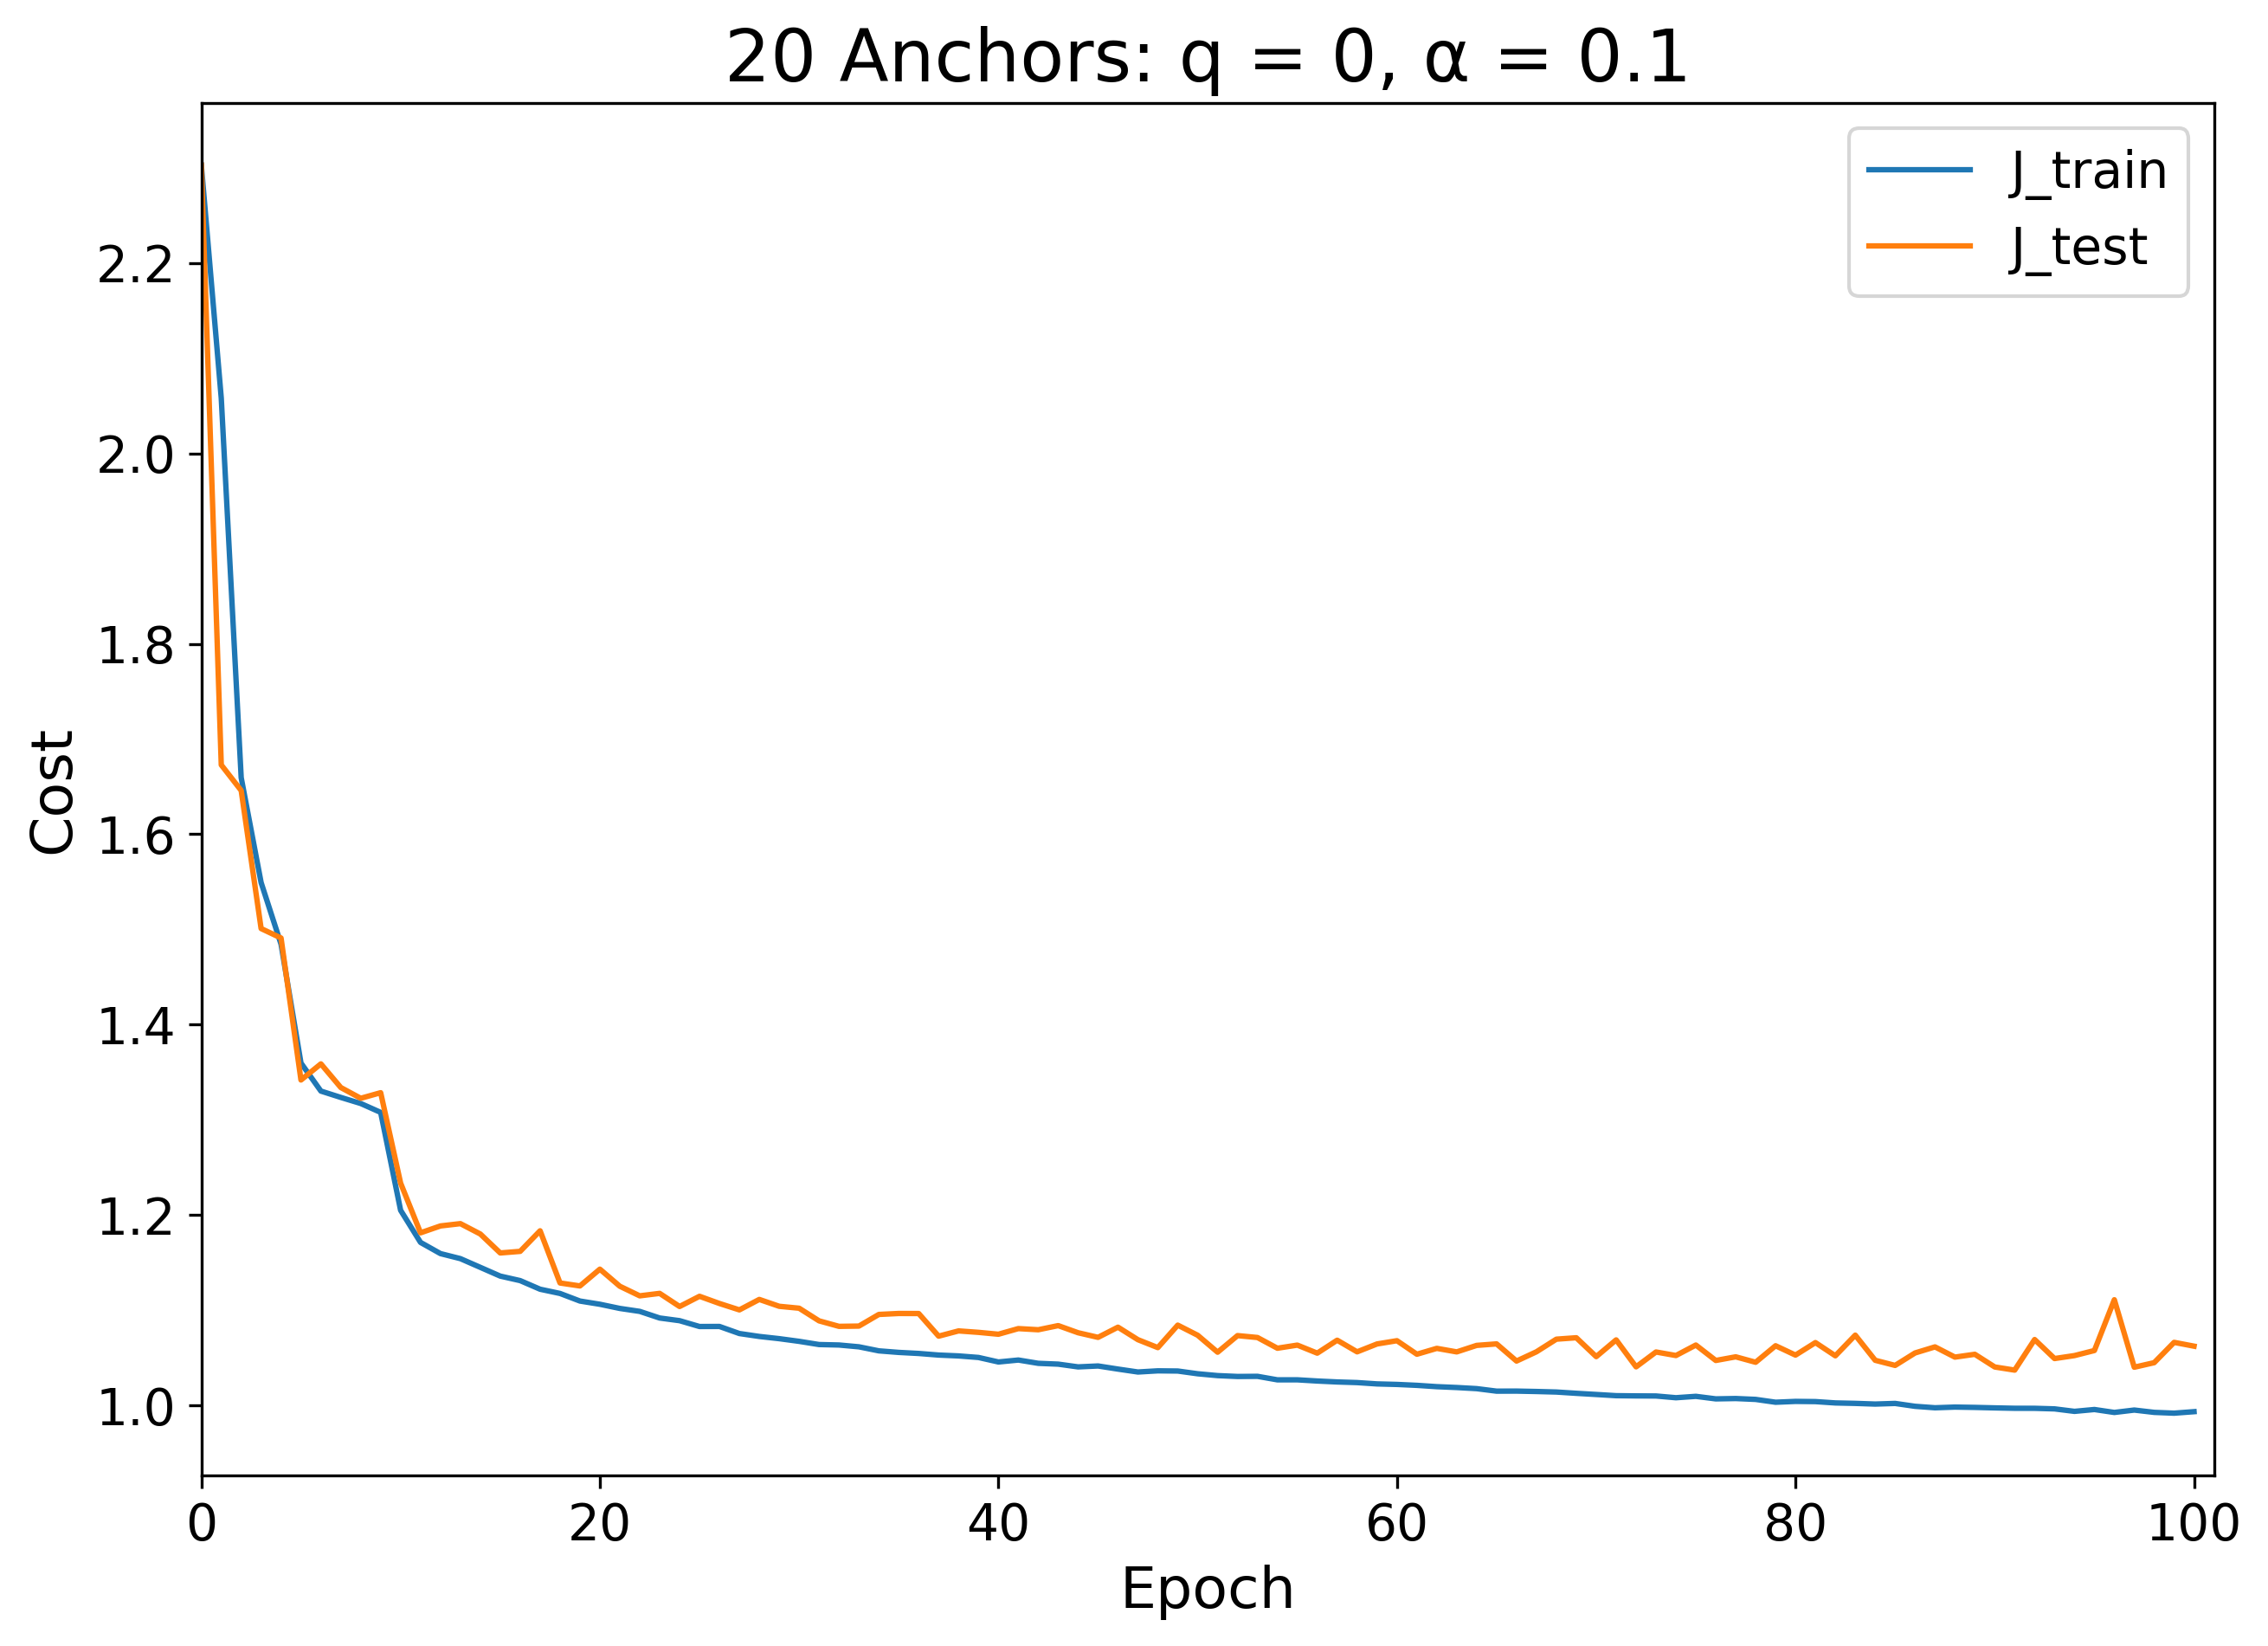 20 Anchors: q = 0, α = 0.1
J_train
J_test
2.2
2.0
1.8
1.6
1.4
1.2
1.0
Cost
0 20 40 60 80 100
Epoch